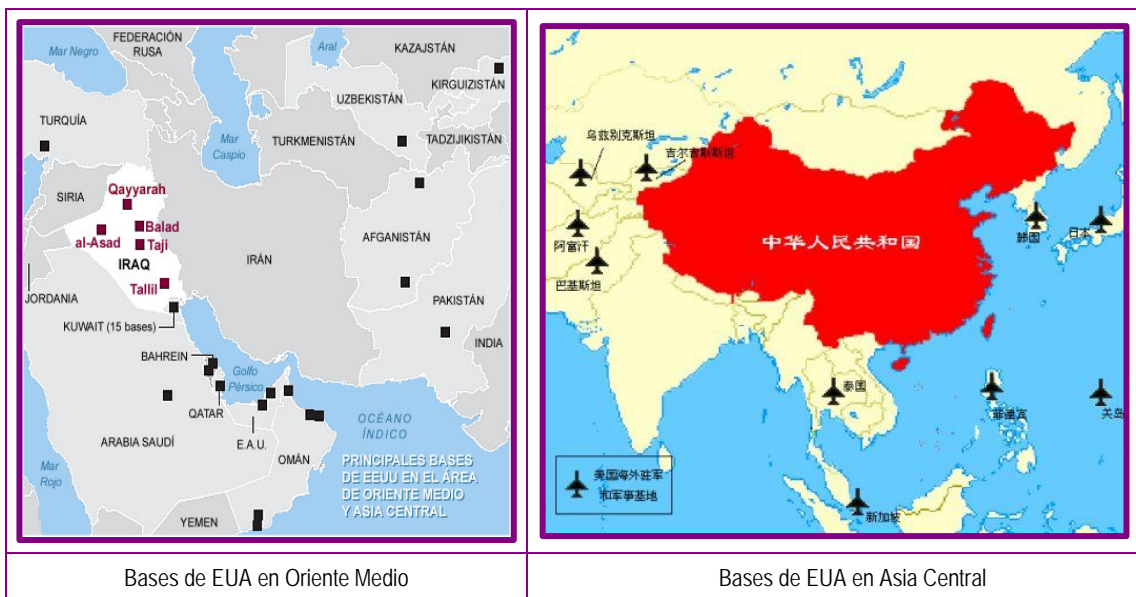 FEDERACIÓN
RUSA
Mar Negro
Aral
KAZAJSTÁN
KIRGUIZISTÁN
UZBEKISTÁN
TURQUÍA
Mar
Caspio
TURKMENISTÁN
TADZIJIKISTÁN
SIRIA
Qayyarah
Balad
al-Asad
Taji
IRAQ
Tallil
IRÁN
AFGANISTÁN
JORDANIA
PAKISTÁN
KUWAIT (15 bases)
INDIA
BAHREIN
Golfo
Pérsico
QATAR
ARABIA SAUDÍ
E.A.U.
OMÁN
OCÉANO
ÍNDICO
Mar
Rojo
YEMEN
PRINCIPALES BASES
DE EEUU EN EL ÁREA
DE ORIENTE MEDIO
Y ASIA CENTRAL
乌兹别克斯坦
吉尔吉斯斯坦
阿富汗
巴基斯坦
中华人民共和国
韩国
日本
泰国
菲律宾
关岛
新加坡
美国海外驻军
和军事基地
Bases de EUA en Oriente Medio
Bases de EUA en Asia Central